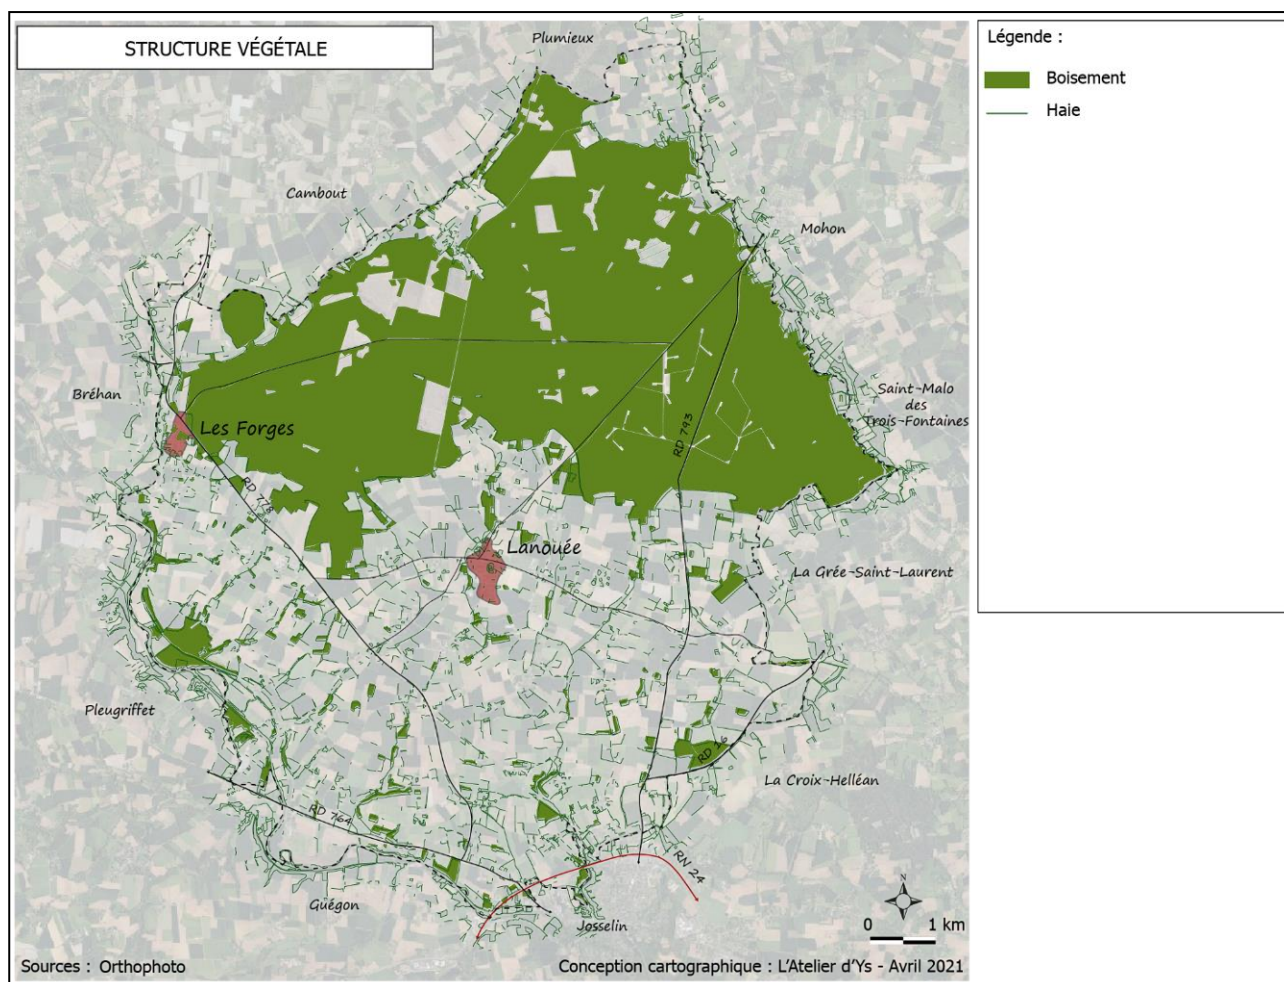 STRUCTURE VÉGÉTALE
Plumieux
Légende :
Boisement
Haie
Cambout
Mohon
Bréhan
Saint-Malo
des
Trois-Fontaines
Les Forges
RD 793
RD 778
Lanouée
La Grée-Saint-Laurent
Pleugriffet
RD 16
La Croix-Helléan
RD 764
RN 24
Guégon
Josselin
N
0 1 km
Sources : Orthophoto
Conception cartographique : L'Atelier d'Ys - Avril 2021